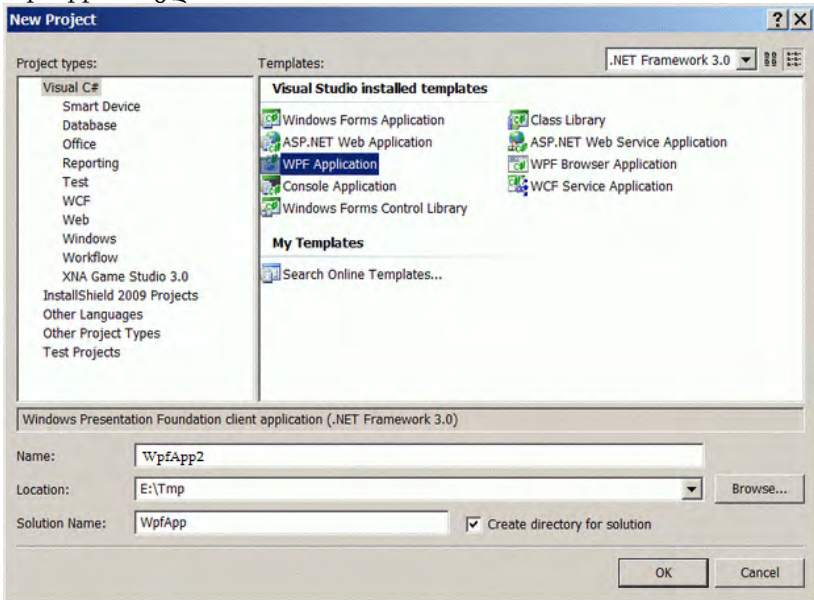 New Project
Project types:
Templates:
.NET Framework 3.0
Visual C#
Smart Device
Database
Office
Reporting
Test
WCF
Web
Windows
Workflow
XNA Game Studio 3.0
InstallShield 2009 Projects
Other Languages
Other Project Types
Test Projects
Visual Studio installed templates
Windows Forms Application
Class Library
ASP.NET Web Application
ASP.NET Web Service Application
WPF Application
WPF Browser Application
Console Application
WCF Service Application
Windows Forms Control Library
My Templates
Search Online Templates...
Windows Presentation Foundation client application (.NET Framework 3.0)
Name:
WpfApp2
Location:
E:\Tmp
Browse...
Solution Name:
WpfApp
Create directory for solution
OK
Cancel